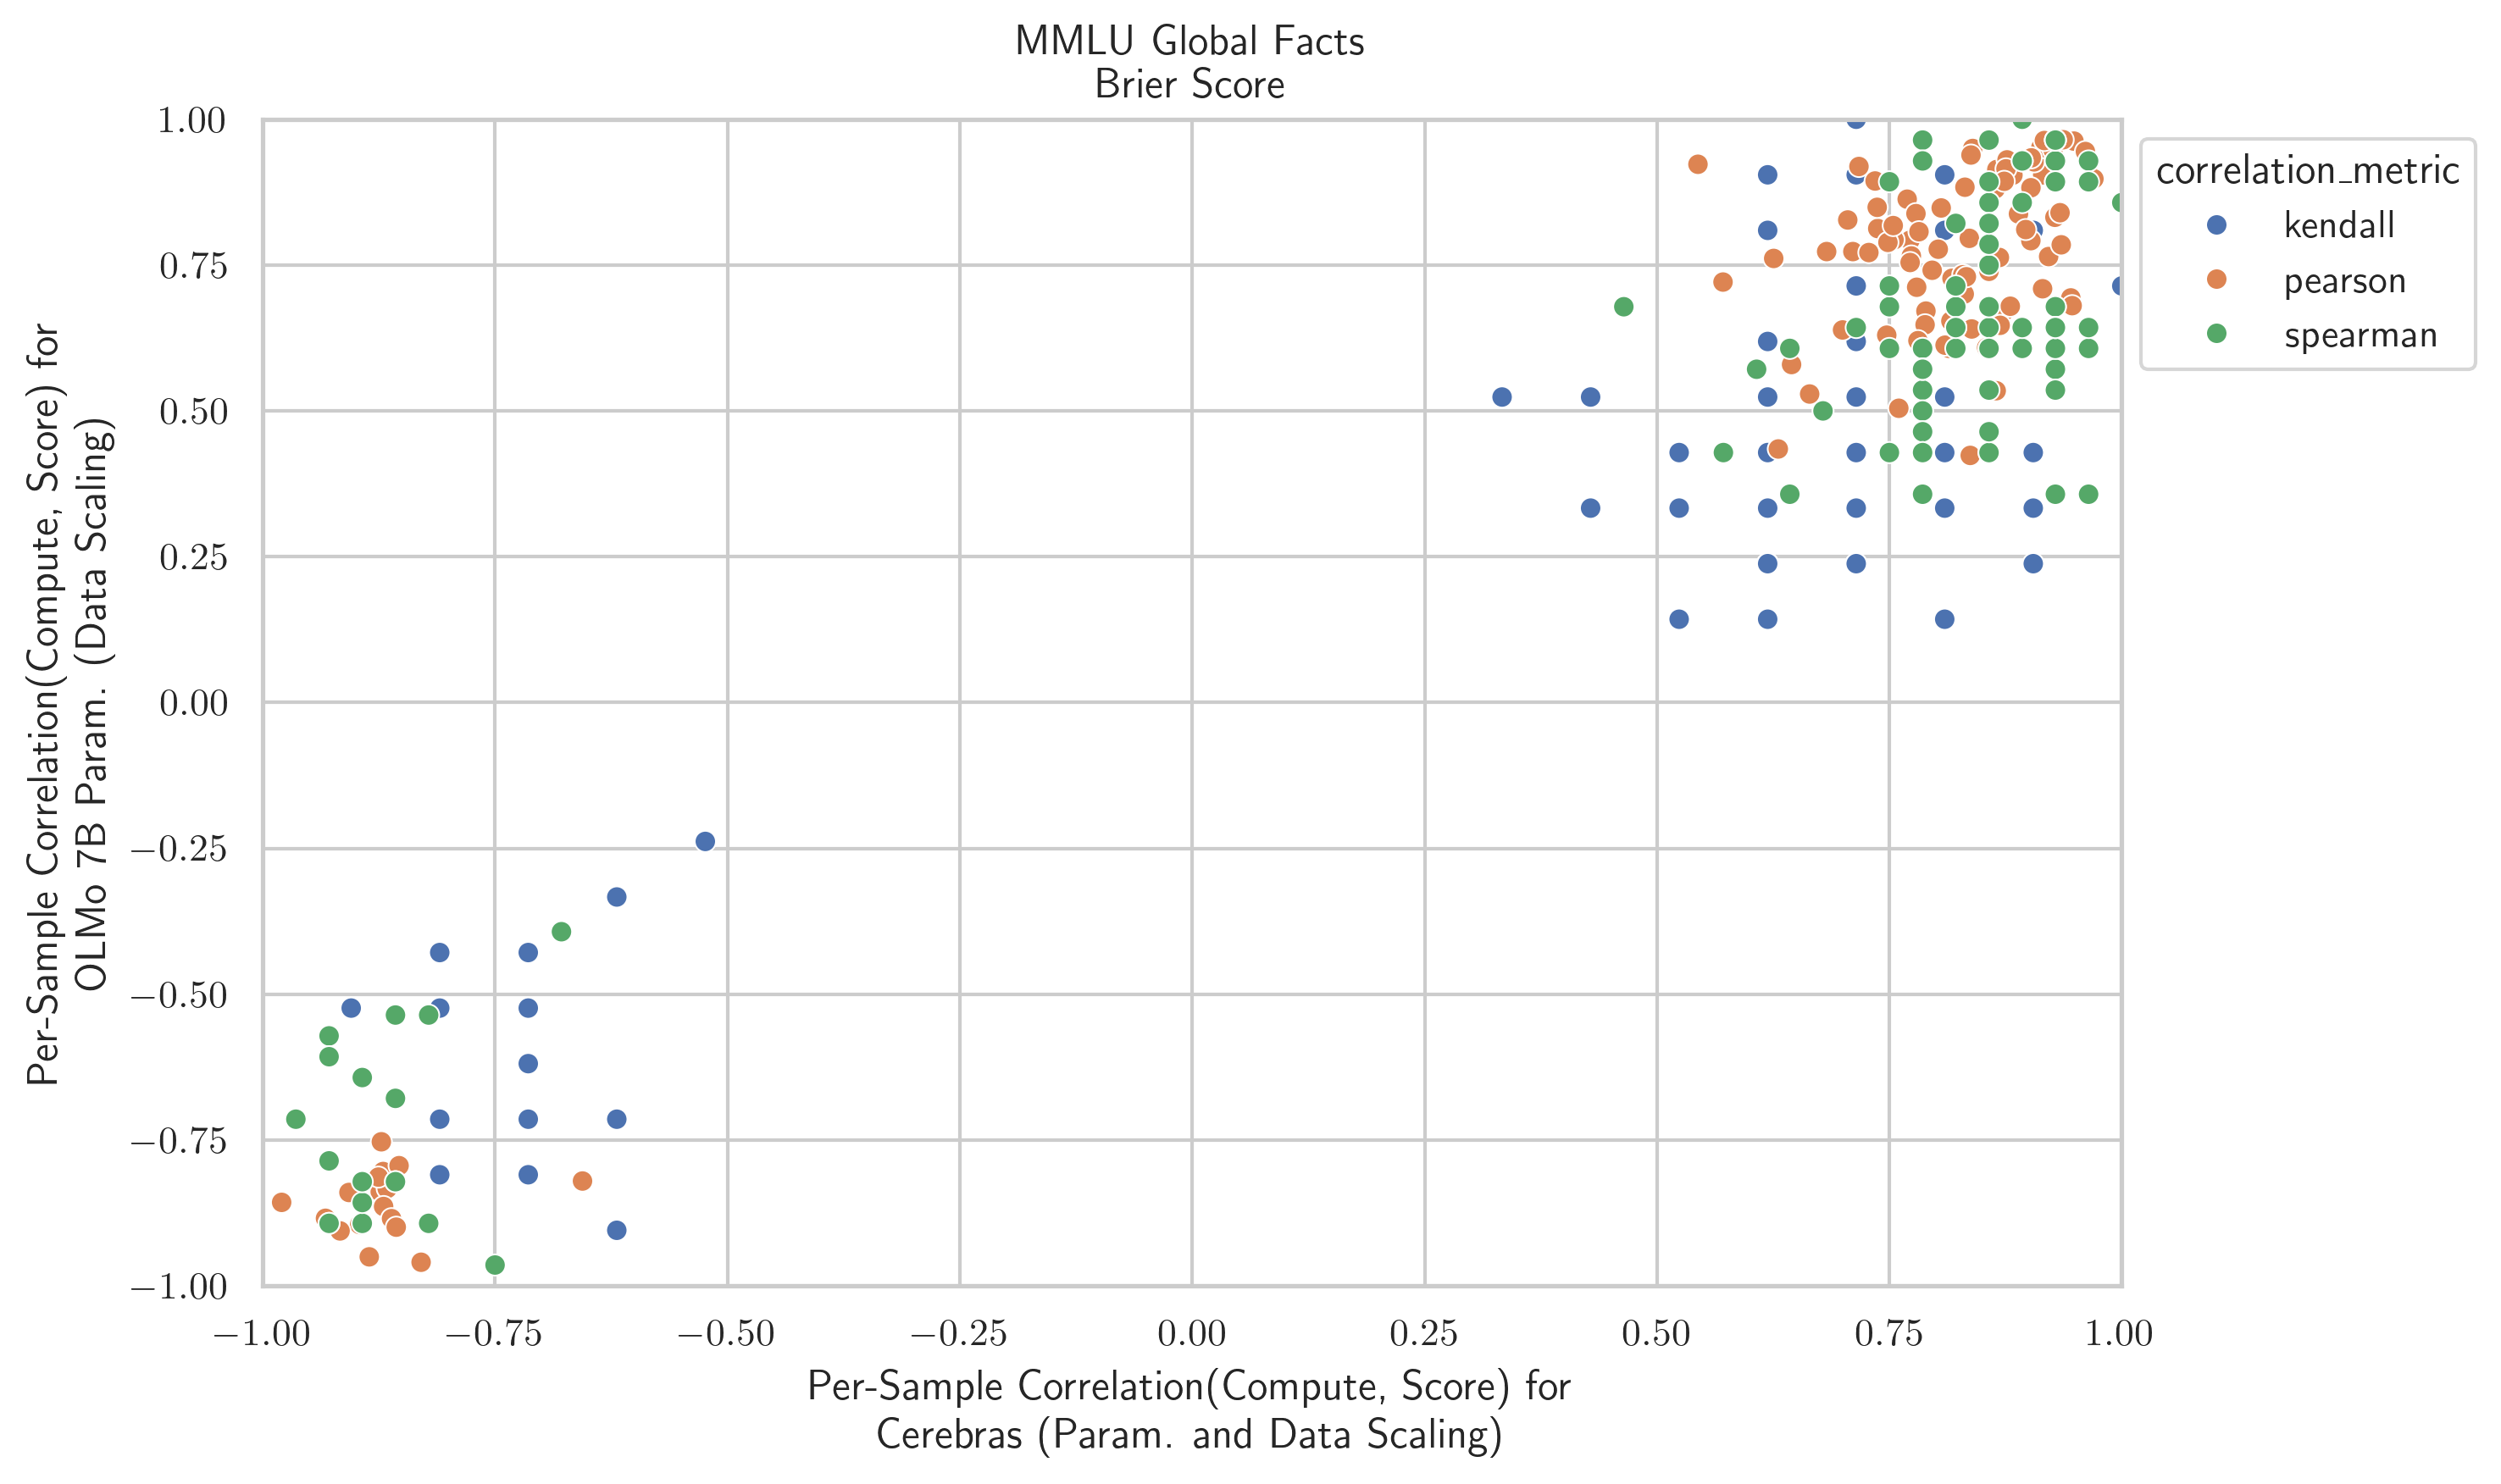 MMLU Global Facts
Brier Score
Per-Sample Correlation(Compute, Score) for
OLMo 7B Param. (Data Scaling)
1.00
0.75
0.50
0.25
0.00
−0.25
−0.50
−0.75
−1.00
correlation_metric
kendall
pearson
spearman
−1.00
−0.75
−0.50
−0.25
0.00
0.25
0.50
0.75
1.00
Per-Sample Correlation(Compute, Score) for
Cerebras (Param. and Data Scaling)